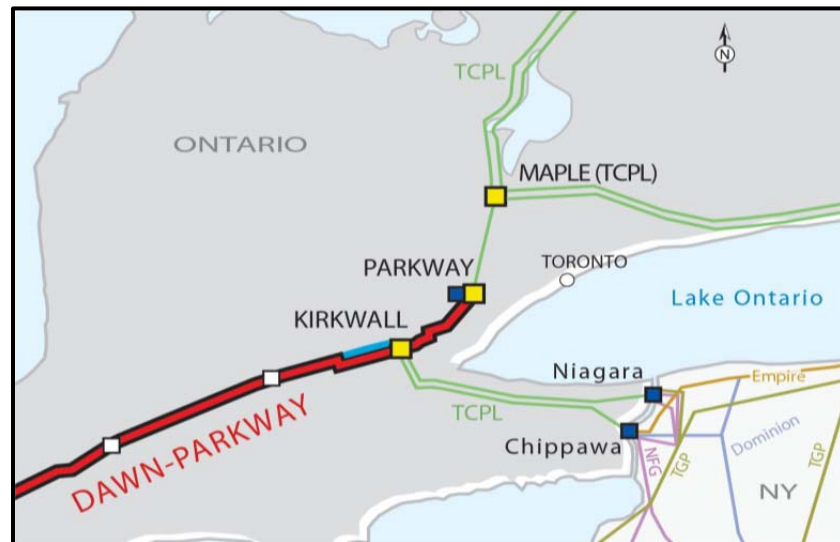 TCPL
N
ONTARIO
MAPLE (TCPL)
PARKWAY
TORONTO
KIRKWALL
Lake Ontario
Niagara
Empire
TCPL
DAWN-PARKWAY
Chippawa
Dominion
NFG
TGP
TGP
NY